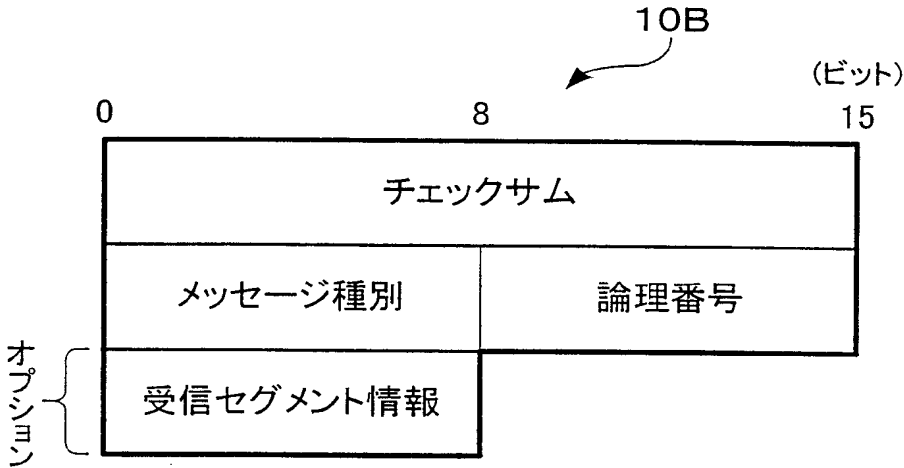 10B
(ビット)
0 8 15
チェックサム
メッセージ種別 論理番号
オプション
受信セグメント情報